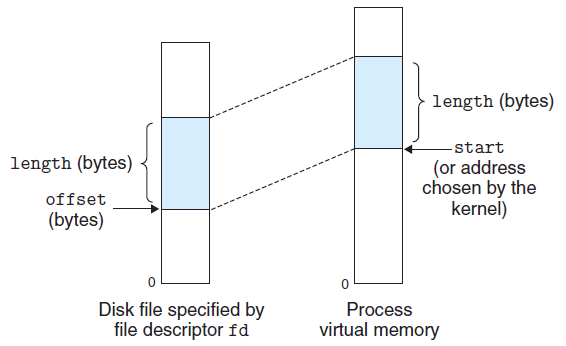 length (bytes)
offset
(bytes)
0
Disk file specified by
file descriptor fd
length (bytes)
start
(or address
chosen by the
kernel)
0
Process
virtual memory